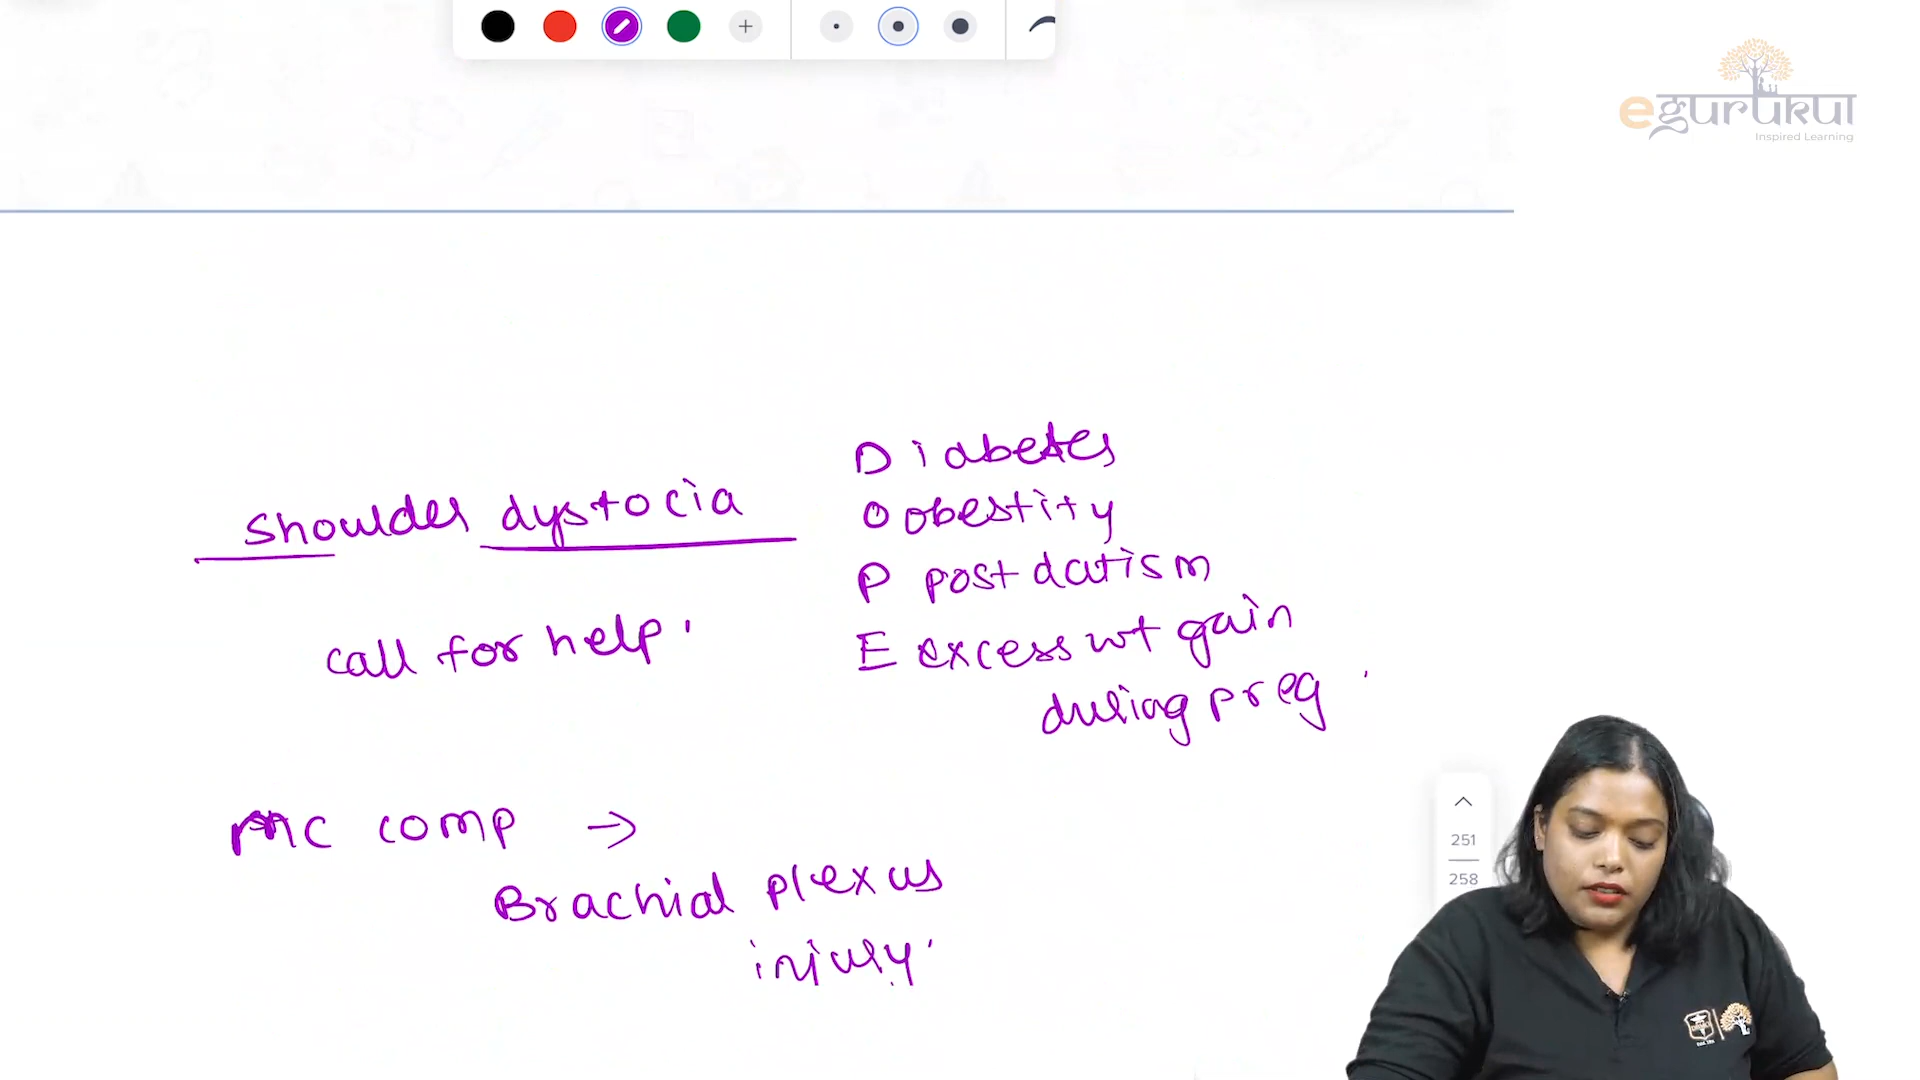 egurukul
Inspired Learning
Diabetes
O obestity
Shoulder dystocia
P postdatism
E excess wt gain
call for help.
during preg
MC comp →
Brachial plexus
injury.
251
258